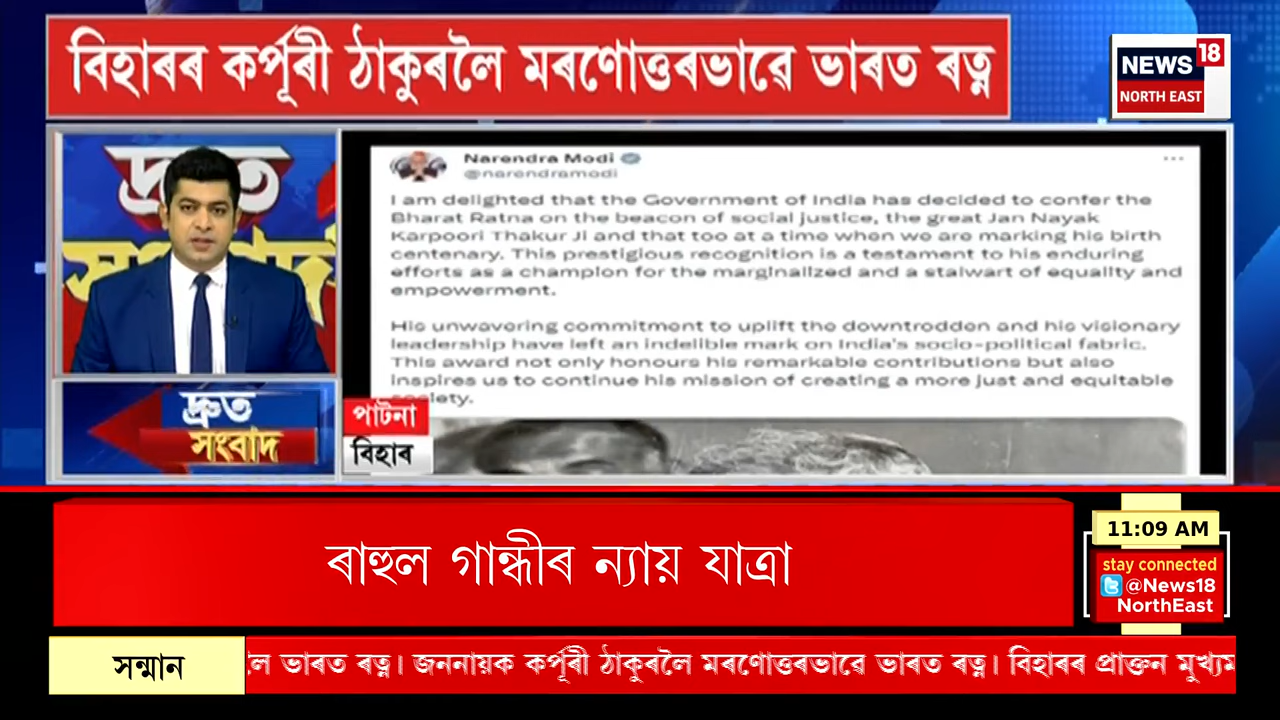 বিহাৰৰ কৰ্পূৰী ঠাকুৰলৈ মৰণোত্তৰভাৱে ভাৰত ৰত্ন
NEWS 18
NORTH EAST
দ্ৰুত
Narendra Modi
@narendramodi
I am delighted that the Government of India has decided to confer the
Bharat Ratna on the beacon of social justice, the great Jan Nayak
Karpoori Thakur Ji and that too at a time when we are marking his birth
centenary. This prestigious recognition is a testament to his enduring
efforts as a champion for the marginalized and a stalwart of equality and
empowerment.
His unwavering commitment to uplift the downtrodden and his visionary
leadership have left an indelible mark on India's socio-political fabric.
This award not only honours his remarkable contributions but also
inspires us to continue his mission of creating a more just and equitable
দ্ৰুত
সংবাদ
পাটনা
বিহাৰ
ৰাহুল গান্ধীৰ ন্যায় যাত্ৰা
11:09 AM
stay connected
@News18
NorthEast
সন্মান
ভাৰত ৰত্ন। জননায়ক কৰ্পূৰী ঠাকুৰলৈ মৰণোত্তৰভাৱে ভাৰত ৰত্ন। বিহাৰৰ প্ৰাক্তন